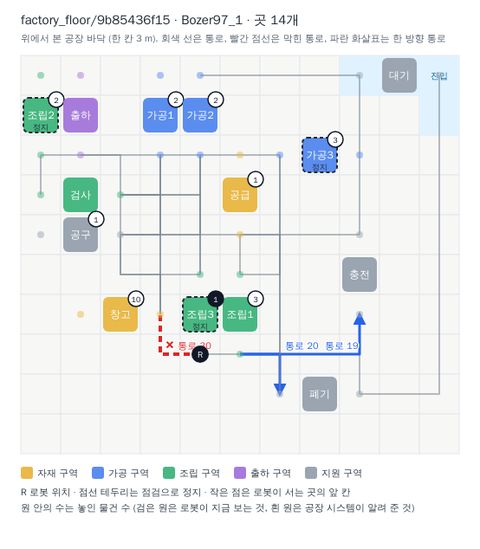 factory_floor/9b85436f15 · Bozer97_1 · 곳 14개
위에서 본 공장 바닥 (한 칸 3 m). 회색 선은 통로, 빨간 점선은 막힌 통로, 파란 화살표는 한 방향 통로
대기
진입
2
2
2
조립2
정지
출하
가공1
가공2
3
가공3
정지
1
검사
공급
1
공구
충전
10
1
3
창고
조립3
정지
조립1
× 통로 30
통로 20
통로 19
R
폐기
자재 구역
가공 구역
조립 구역
출하 구역
지원 구역
R 로봇 위치 · 점선 테두리는 점검으로 정지 · 작은 점은 로봇이 서는 곳의 앞 칸
원 안의 수는 놓인 물건 수 (검은 원은 로봇이 지금 보는 것, 흰 원은 공장 시스템이 알려 준 것)